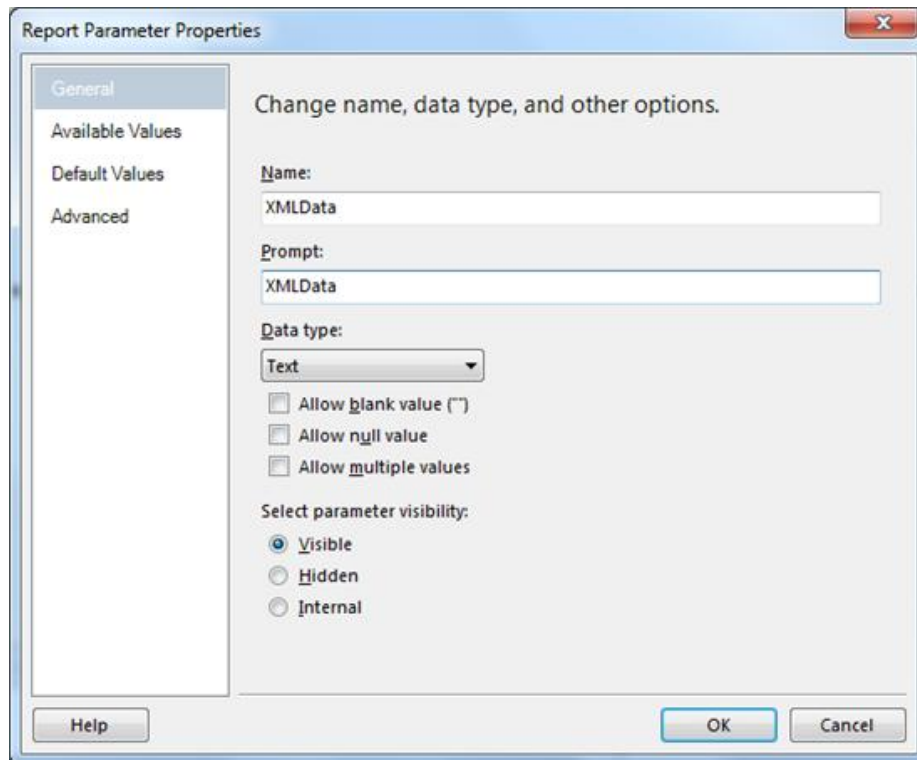 Report Parameter Properties
General
Available Values
Default Values
Advanced
Change name, data type, and other options.
Name:
XMLData
Prompt:
XMLData
Data type:
Text
Allow blank value ("")
Allow null value
Allow multiple values
Select parameter visibility:
Visible
Hidden
Internal
Help
OK
Cancel